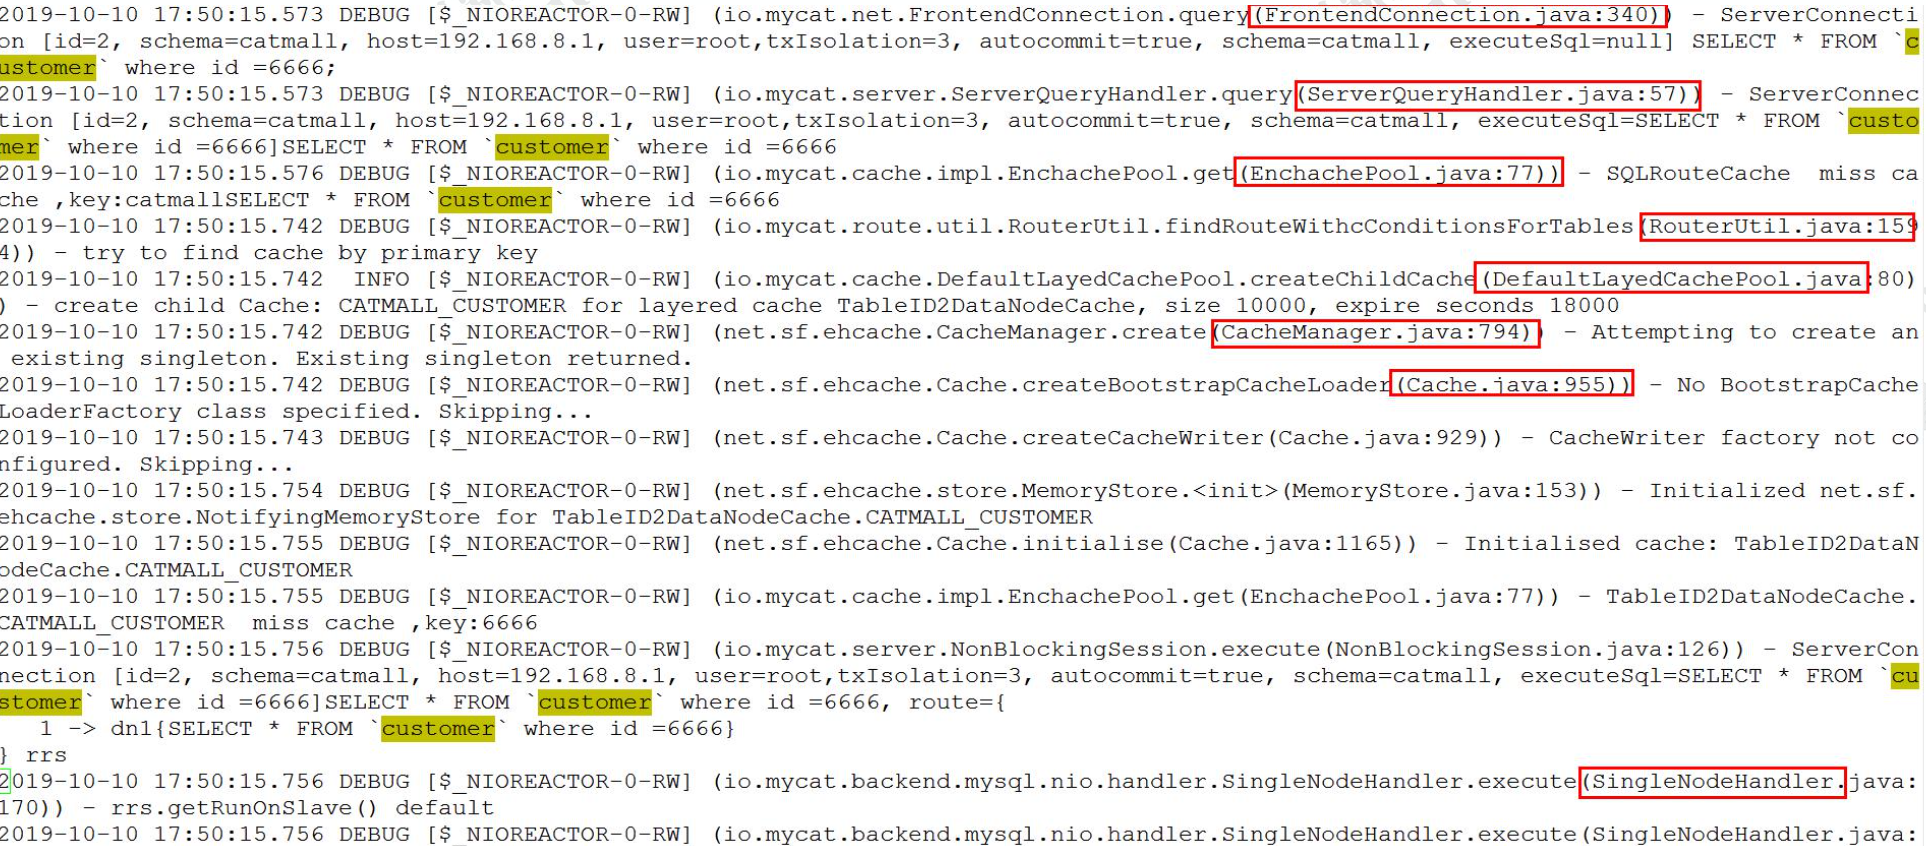 2019-10-10 17:50:15.573 DEBUG [$_NIOREACTOR-0-RW] (io.mycat.net.FrontendConnection.query(FrontendConnection.java:340)) - ServerConnecti
on [id=2, schema=catmall, host=192.168.8.1, user=root,txIsolation=3, autocommit=true, schema=catmall, executeSql=null] SELECT * FROM `c
ustomer` where id =6666;
2019-10-10 17:50:15.573 DEBUG [$_NIOREACTOR-0-RW] (io.mycat.server.ServerQueryHandler.query(ServerQueryHandler.java:57)) - ServerConnec
tion [id=2, schema=catmall, host=192.168.8.1, user=root,txIsolation=3, autocommit=true, schema=catmall, executeSql=SELECT * FROM `custo
mer` where id =6666]SELECT * FROM `customer` where id =6666
2019-10-10 17:50:15.576 DEBUG [$_NIOREACTOR-0-RW] (io.mycat.cache.impl.EnchachePool.get(EnchachePool.java:77)) - SQLRouteCache  miss ca
che ,key:catmallSELECT * FROM `customer` where id =6666
2019-10-10 17:50:15.742 DEBUG [$_NIOREACTOR-0-RW] (io.mycat.route.util.RouterUtil.findRouteWithcConditionsForTables(RouterUtil.java:159
4)) - try to find cache by primary key
2019-10-10 17:50:15.742  INFO [$_NIOREACTOR-0-RW] (io.mycat.cache.DefaultLayedCachePool.createChildCache(DefaultLayedCachePool.java:80)
) - create child Cache: CATMALL_CUSTOMER for layered cache TableID2DataNodeCache, size 10000, expire seconds 18000
2019-10-10 17:50:15.742 DEBUG [$_NIOREACTOR-0-RW] (net.sf.ehcache.CacheManager.create(CacheManager.java:794)) - Attempting to create an
 existing singleton. Existing singleton returned.
2019-10-10 17:50:15.742 DEBUG [$_NIOREACTOR-0-RW] (net.sf.ehcache.Cache.createBootstrapCacheLoader(Cache.java:955)) - No BootstrapCache
LoaderFactory class specified. Skipping...
2019-10-10 17:50:15.743 DEBUG [$_NIOREACTOR-0-RW] (net.sf.ehcache.Cache.createCacheWriter(Cache.java:929)) - CacheWriter factory not co
nfigured. Skipping...
2019-10-10 17:50:15.754 DEBUG [$_NIOREACTOR-0-RW] (net.sf.ehcache.store.MemoryStore.<init>(MemoryStore.java:153)) - Initialized net.sf.
ehcache.store.NotifyingMemoryStore for TableID2DataNodeCache.CATMALL_CUSTOMER
2019-10-10 17:50:15.755 DEBUG [$_NIOREACTOR-0-RW] (net.sf.ehcache.Cache.initialise(Cache.java:1165)) - Initialised cache: TableID2DataN
odeCache.CATMALL_CUSTOMER
2019-10-10 17:50:15.755 DEBUG [$_NIOREACTOR-0-RW] (io.mycat.cache.impl.EnchachePool.get(EnchachePool.java:77)) - TableID2DataNodeCache.
CATMALL_CUSTOMER  miss cache ,key:6666
2019-10-10 17:50:15.756 DEBUG [$_NIOREACTOR-0-RW] (io.mycat.server.NonBlockingSession.execute(NonBlockingSession.java:126)) - ServerCon
nection [id=2, schema=catmall, host=192.168.8.1, user=root,txIsolation=3, autocommit=true, schema=catmall, executeSql=SELECT * FROM `cu
stomer` where id =6666]SELECT * FROM `customer` where id =6666, route={
   1 -> dn1{SELECT * FROM `customer` where id =6666}
} rrs
2019-10-10 17:50:15.756 DEBUG [$_NIOREACTOR-0-RW] (io.mycat.backend.mysql.nio.handler.SingleNodeHandler.execute(SingleNodeHandler.java:
170)) - rrs.getRunOnSlave() default
2019-10-10 17:50:15.756 DEBUG [$_NIOREACTOR-0-RW] (io.mycat.backend.mysql.nio.handler.SingleNodeHandler.execute(SingleNodeHandler.java: